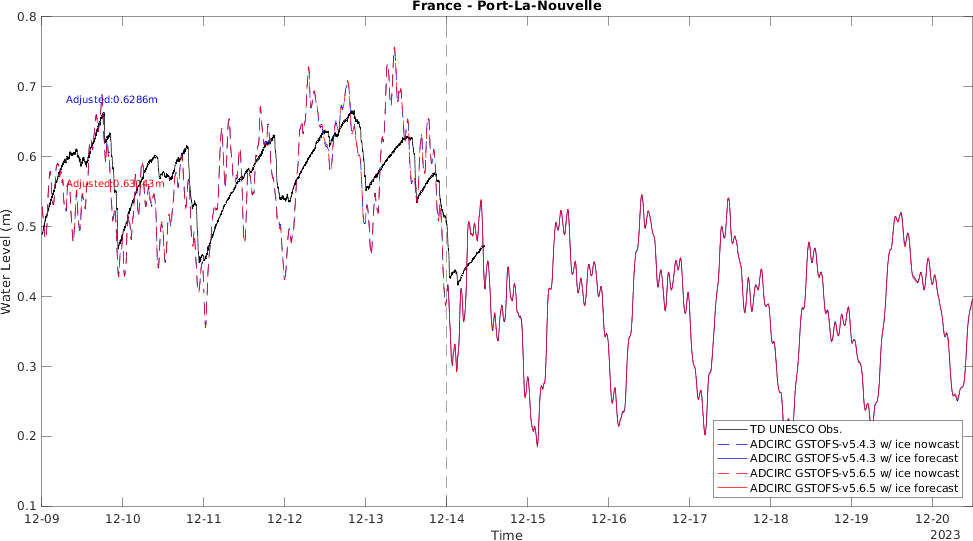 France - Port-La-Nouvelle
0.8
0.7
0.6
0.5
0.4
0.3
0.2
0.1
Water Level (m)
Adjusted:0.6286m
Adjusted:0.63043m
TD UNESCO Obs.
ADCIRC GSTOFS-v5.4.3 w/ ice nowcast
ADCIRC GSTOFS-v5.4.3 w/ ice forecast
ADCIRC GSTOFS-v5.6.5 w/ ice nowcast
ADCIRC GSTOFS-v5.6.5 w/ ice forecast
12-09 12-10 12-11 12-12 12-13 12-14 12-15 12-16 12-17 12-18 12-19 12-20
2023
Time